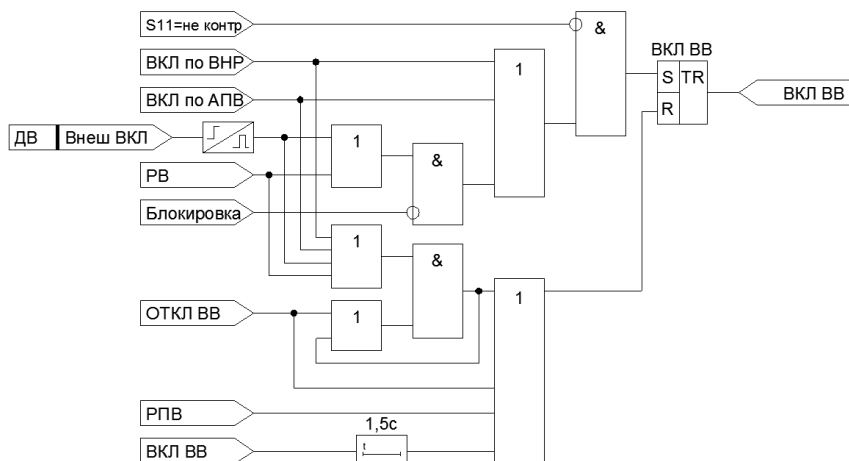 S11=не контр
&
ВКЛ по ВНР
1
ВКЛ ВВ
S TR
ВКЛ по АПВ
ВКЛ ВВ
R
ДВ Внеш ВКЛ
1
&
РВ
Блокировка
1
&
ОТКЛ ВВ
1
1
РПВ
1,5с
ВКЛ ВВ
t